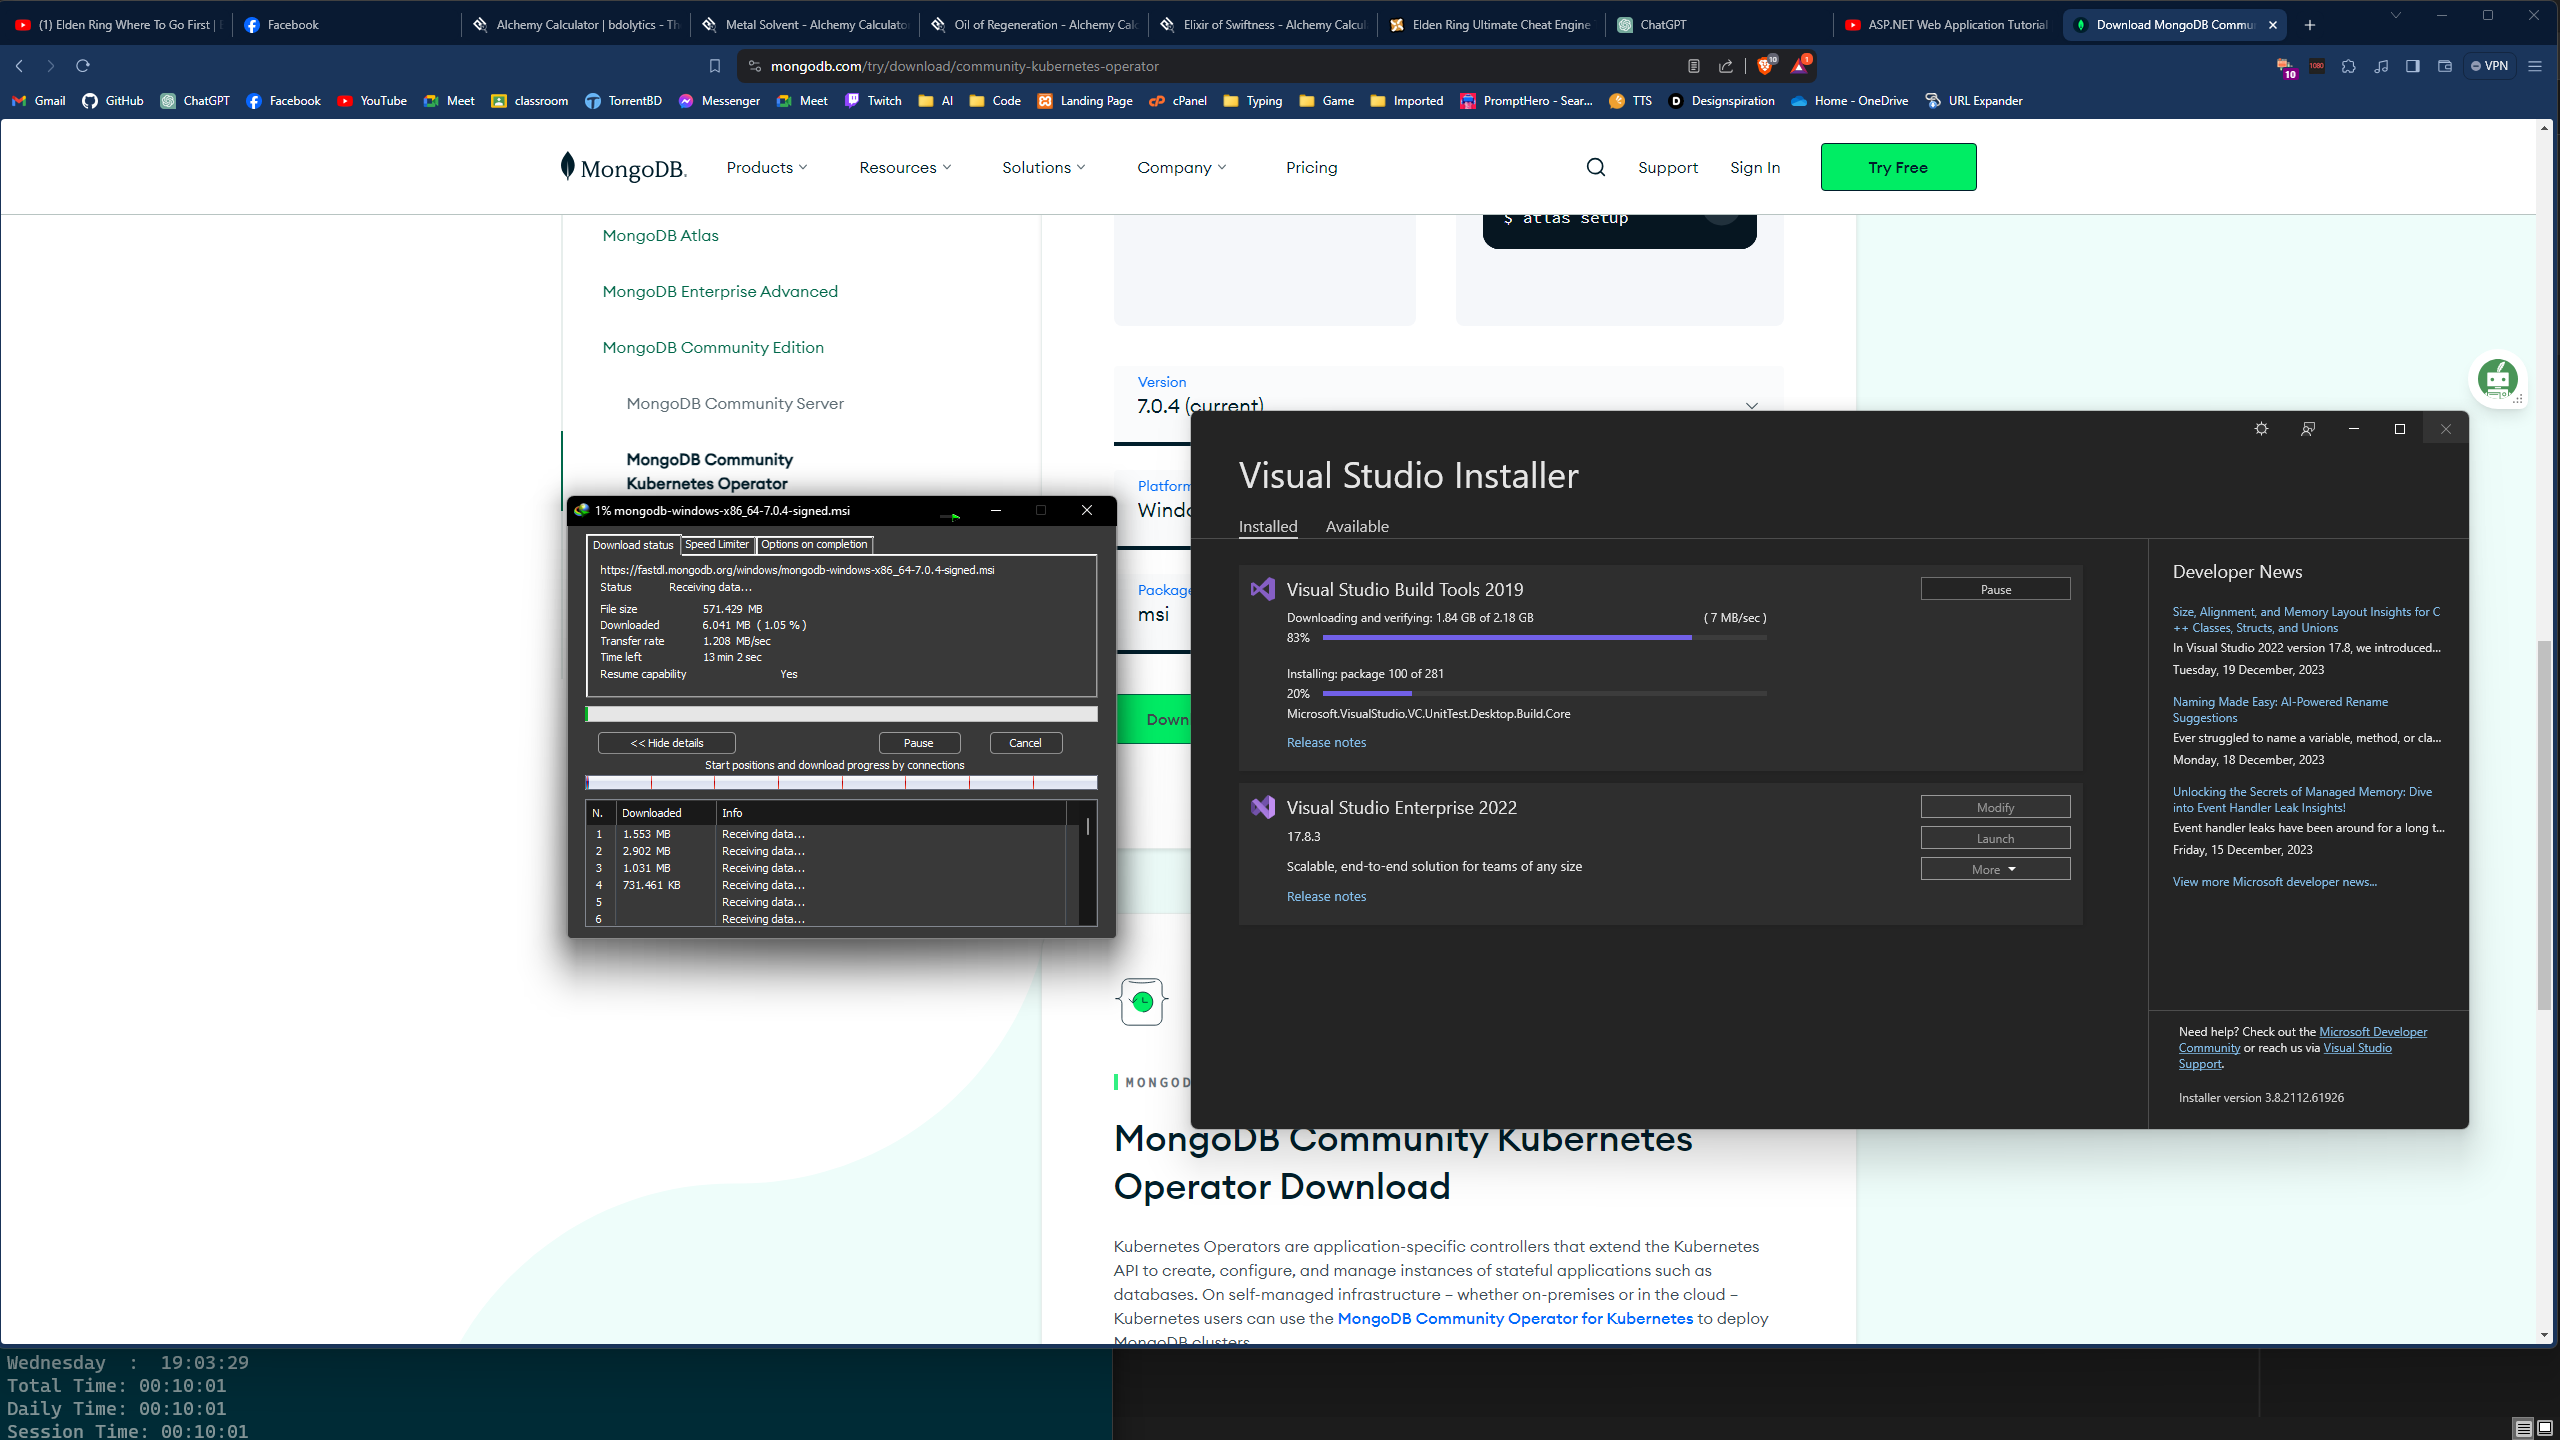 (1) Elden Ring Where To Go First |
Facebook
Alchemy Calculator | bdolytics - Th
Metal Solvent - Alchemy Calculato
Oil of Regeneration - Alchemy Calc
Elixir of Swiftness - Alchemy Calcul
Elden Ring Ultimate Cheat Engine
ChatGPT
ASP.NET Web Application Tutorial
Download MongoDB Commu
mongodb.com/try/download/community-kubernetes-operator
10
1
10
1080
VPN
Gmail
GitHub
ChatGPT
Facebook
YouTube
Meet
classroom
TorrentBD
Messenger
Meet
Twitch
AI
Code
Landing Page
cPanel
Typing
Game
Imported
PromptHero - Sear...
TTS
Designspiration
Home - OneDrive
URL Expander
MongoDB.
Products
Resources
Solutions
Company
Pricing
Support
Sign In
Try Free
MongoDB Atlas
MongoDB Enterprise Advanced
MongoDB Community Edition
MongoDB Community Server
MongoDB Community
Kubernetes Operator
$ atlas setup
Version
7.0.4 (current)
Platform
Windo
Package
msi
Downl
1% mongodb-windows-x86_64-7.0.4-signed.msi
Download status
Speed Limiter
Options on completion
https://fastdl.mongodb.org/windows/mongodb-windows-x86_64-7.0.4-signed.msi
Status Receiving data...
File size 571.429 MB
Downloaded 6.041 MB ( 1.05 % )
Transfer rate 1.208 MB/sec
Time left 13 min 2 sec
Resume capability Yes
<< Hide details
Pause
Cancel
Start positions and download progress by connections
N. Downloaded Info
1 1.553 MB Receiving data...
2 2.902 MB Receiving data...
3 1.031 MB Receiving data...
4 731.461 KB Receiving data...
5 Receiving data...
6 Receiving data...
Visual Studio Installer
Installed
Available
Visual Studio Build Tools 2019
Pause
Downloading and verifying: 1.84 GB of 2.18 GB ( 7 MB/sec )
83%
Installing: package 100 of 281
20%
Microsoft.VisualStudio.VC.UnitTest.Desktop.Build.Core
Release notes
Visual Studio Enterprise 2022
17.8.3
Scalable, end-to-end solution for teams of any size
Release notes
Modify
Launch
More
Developer News
Size, Alignment, and Memory Layout Insights for C
++ Classes, Structs, and Unions
In Visual Studio 2022 version 17.8, we introduced...
Tuesday, 19 December, 2023
Naming Made Easy: AI-Powered Rename
Suggestions
Ever struggled to name a variable, method, or cla...
Monday, 18 December, 2023
Unlocking the Secrets of Managed Memory: Dive
into Event Handler Leak Insights!
Event handler leaks have been around for a long t...
Friday, 15 December, 2023
View more Microsoft developer news...
Need help? Check out the Microsoft Developer
Community or reach us via Visual Studio
Support.
Installer version 3.8.2112.61926
MONGOD
MongoDB Community Kubernetes
Operator Download
Kubernetes Operators are application-specific controllers that extend the Kubernetes
API to create, configure, and manage instances of stateful applications such as
databases. On self-managed infrastructure – whether on-premises or in the cloud –
Kubernetes users can use the MongoDB Community Operator for Kubernetes to deploy
MongoDB clusters.
Wednesday : 19:03:29
Total Time: 00:10:01
Daily Time: 00:10:01
Session Time: 00:10:01